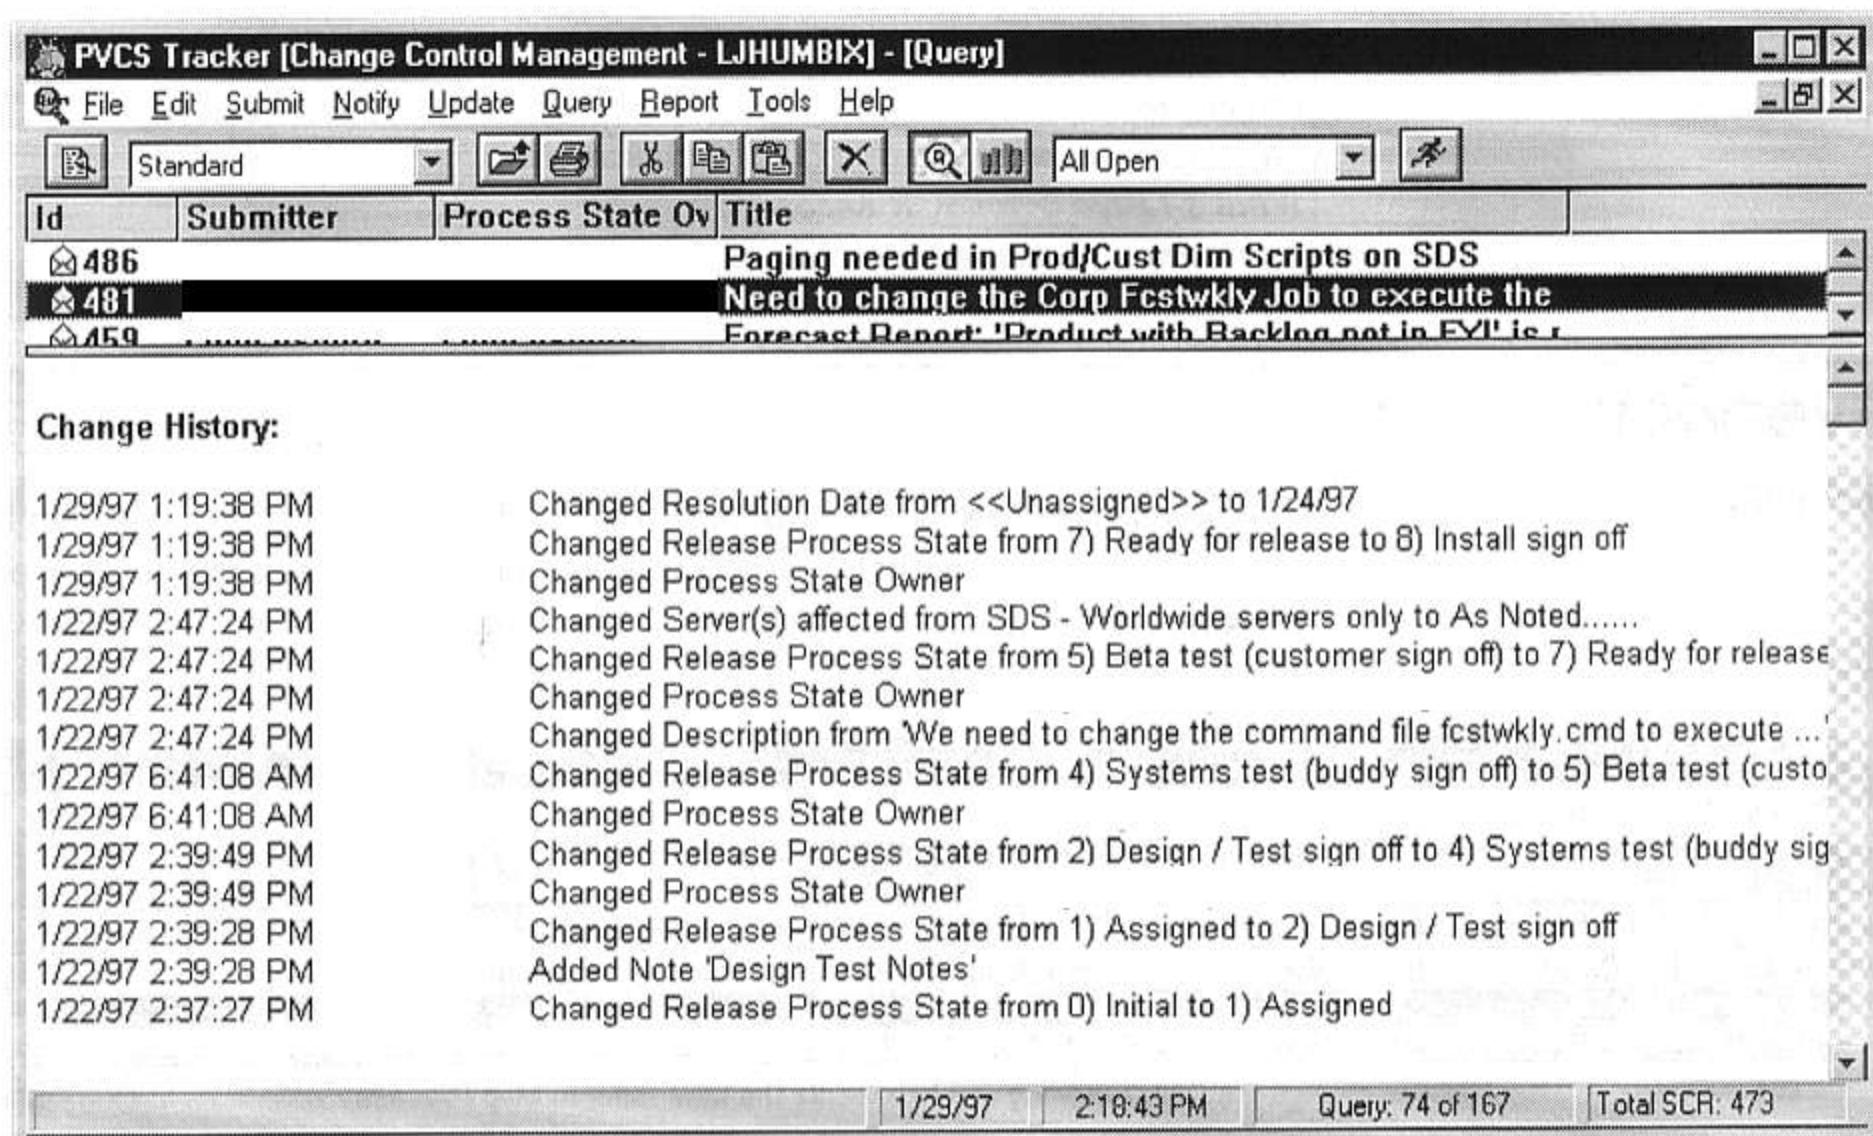 PVCS Tracker [Change Control Management - LJHUMBIX] - [Query]
File Edit Submit Notify Update Query Report Tools Help
Standard All Open
Id Submitter Process State Ov Title
486 Paging needed in Prod/Cust Dim Scripts on SDS
481 Need to change the Corp Fcstwkly Job to execute the
459 Forecast Report: 'Product with Backlog not in FYI' is
Change History:
1/29/97 1:19:38 PM Changed Resolution Date from <<Unassigned>> to 1/24/97
1/29/97 1:19:38 PM Changed Release Process State from 7) Ready for release to 8) Install sign off
1/29/97 1:19:38 PM Changed Process State Owner
1/22/97 2:47:24 PM Changed Server(s) affected from SDS - Worldwide servers only to As Noted......
1/22/97 2:47:24 PM Changed Release Process State from 5) Beta test (customer sign off) to 7) Ready for release
1/22/97 2:47:24 PM Changed Process State Owner
1/22/97 2:47:24 PM Changed Description from 'We need to change the command file fcstwkly.cmd to execute ...'
1/22/97 6:41:08 AM Changed Release Process State from 4) Systems test (buddy sign off) to 5) Beta test (custo
1/22/97 6:41:08 AM Changed Process State Owner
1/22/97 2:39:49 PM Changed Release Process State from 2) Design / Test sign off to 4) Systems test (buddy sig
1/22/97 2:39:49 PM Changed Process State Owner
1/22/97 2:39:28 PM Changed Release Process State from 1) Assigned to 2) Design / Test sign off
1/22/97 2:39:28 PM Added Note 'Design Test Notes'
1/22/97 2:37:27 PM Changed Release Process State from 0) Initial to 1) Assigned
1/29/97 2:18:43 PM Query: 74 of 167 Total SCR: 473